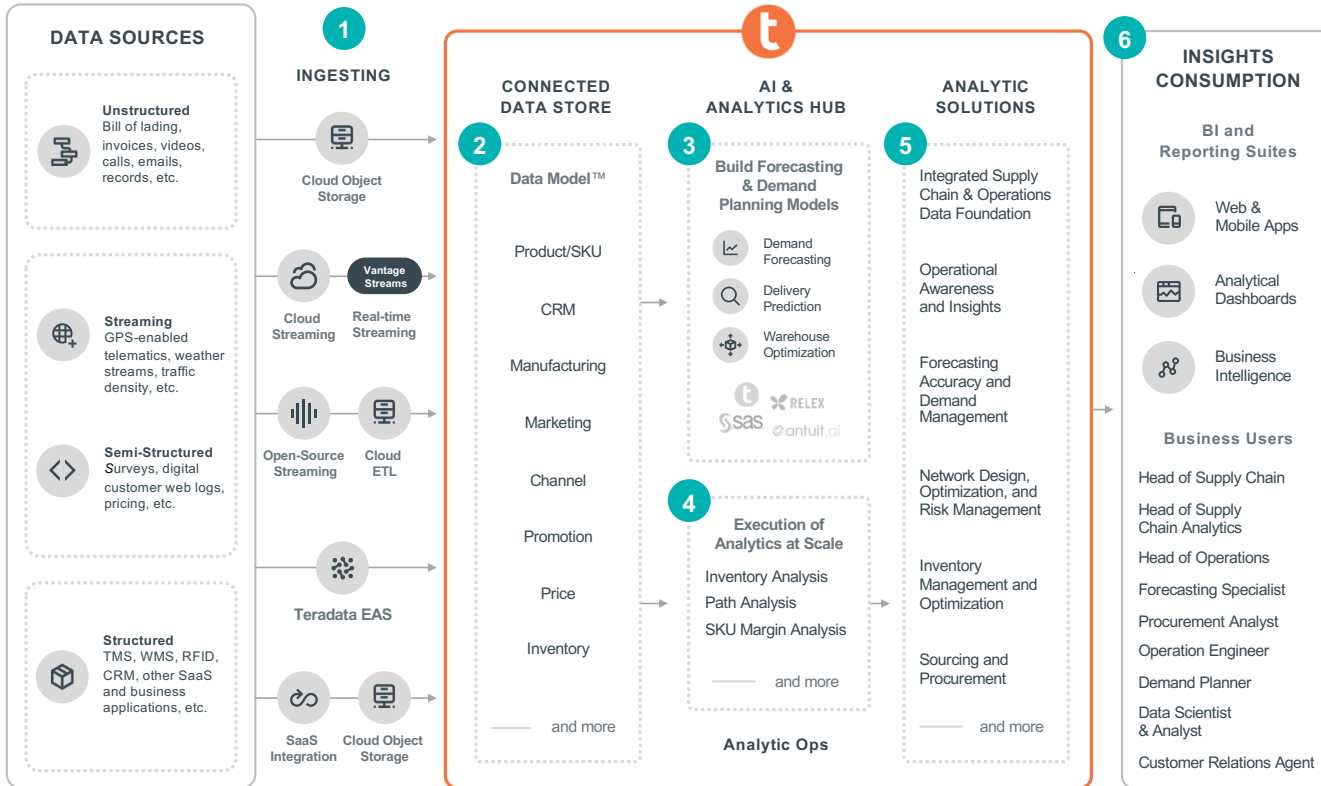 DATA SOURCES
Unstructured
Bill of lading,
invoices, videos,
calls, emails,
records, etc.
Streaming
GPS-enabled
telematics, weather
streams, traffic
density, etc.
Semi-Structured
Surveys, digital
customer web logs,
pricing, etc.
Structured
TMS, WMS, RFID,
CRM, other SaaS
and business
applications, etc.
1
INGESTING
Cloud Object
Storage
Cloud
Streaming
Vantage
Streams
Real-time
Streaming
Open-Source
Streaming
Cloud
ETL
Teradata EAS
SaaS
Integration
Cloud Object
Storage
t
CONNECTED
DATA STORE
2
Data Model™
Product/SKU
CRM
Manufacturing
Marketing
Channel
Promotion
Price
Inventory
and more
AI &
ANALYTICS HUB
3
Build Forecasting
& Demand
Planning Models
Demand
Forecasting
Delivery
Prediction
Warehouse
Optimization
t
RELEX
sas
antuit.ai
4
Execution of
Analytics at Scale
Inventory Analysis
Path Analysis
SKU Margin Analysis
and more
Analytic Ops
ANALYTIC
SOLUTIONS
5
Integrated Supply
Chain & Operations
Data Foundation
Operational
Awareness
and Insights
Forecasting
Accuracy and
Demand
Management
Network Design,
Optimization, and
Risk Management
Inventory
Management and
Optimization
Sourcing and
Procurement
and more
6
INSIGHTS
CONSUMPTION
BI and
Reporting Suites
Web &
Mobile Apps
Analytical
Dashboards
Business
Intelligence
Business Users
Head of Supply Chain
Head of Supply
Chain Analytics
Head of Operations
Forecasting Specialist
Procurement Analyst
Operation Engineer
Demand Planner
Data Scientist
& Analyst
Customer Relations Agent